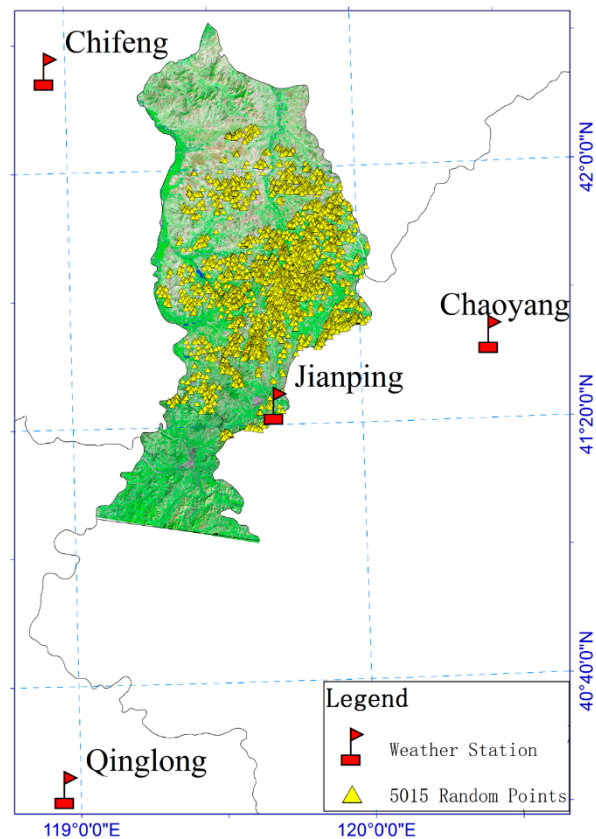 Chifeng
42°0'0"N
Chaoyang
Jianping
41°20'0"N
40°40'0"N
Legend
Weather Station
5015 Random Points
Qinglong
119°0'0"E
120°0'0"E